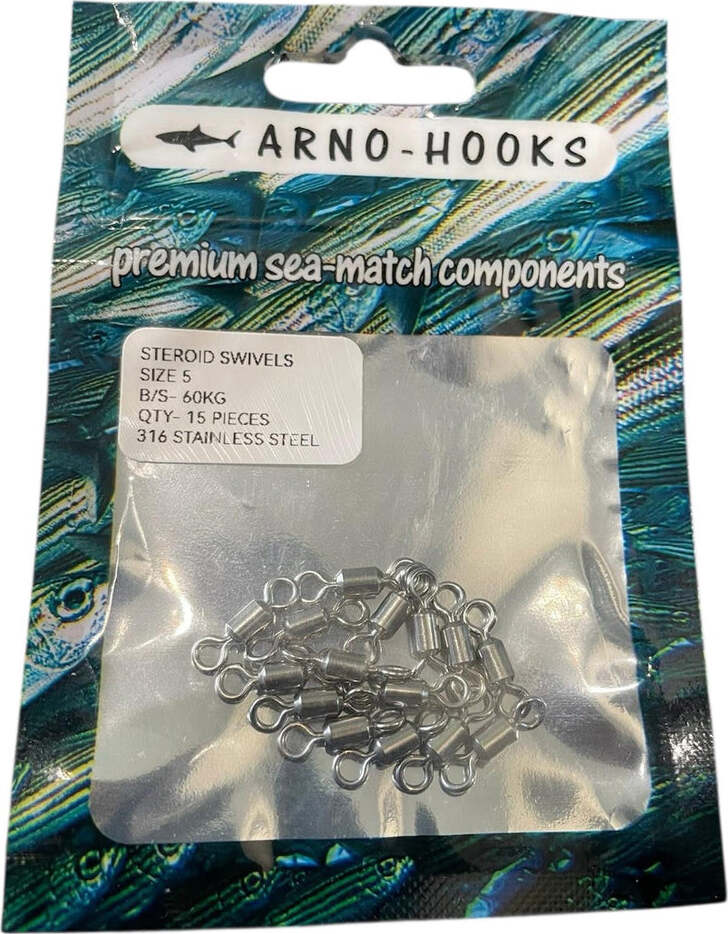 ARNO-HOOKS
premium sea-match components
STEROID SWIVELS
SIZE 5
B/S- 60KG
QTY- 15 PIECES
316 STAINLESS STEEL